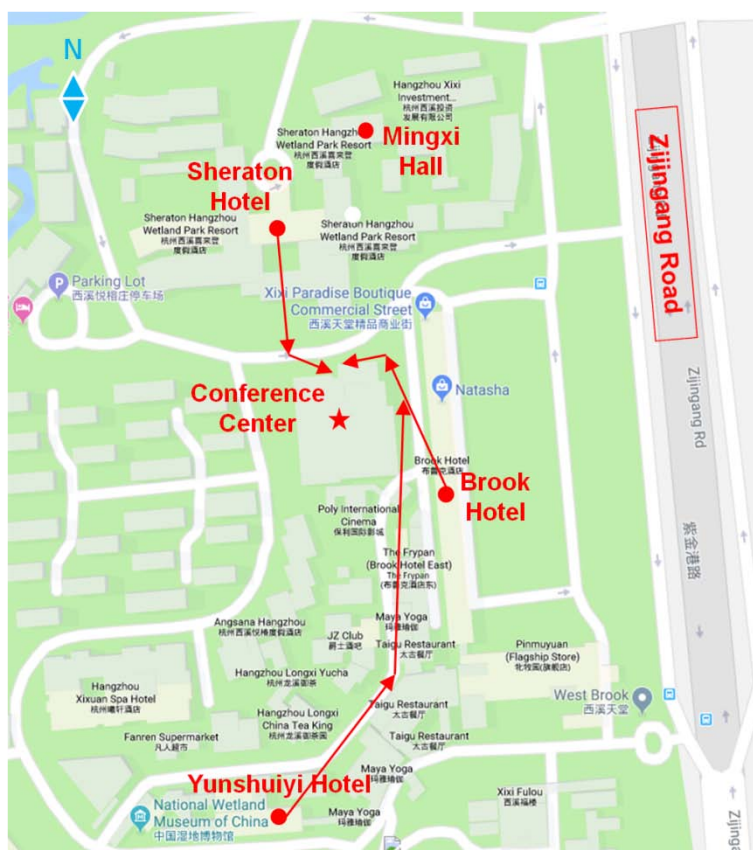 N
Hangzhou Xixi
Investment...
杭州西溪投资
发展有限公司
Sheraton Hangzhou
Wetland Park Resort
杭州西溪喜来登
度假酒店
Mingxi
Hall
Sheraton
Hotel
Sheraton Hangzhou
Wetland Park Resort
杭州西溪喜来登
度假酒店
Sheraton Hangzhou
Wetland Park Resort
杭州西溪喜来登
度假酒店
Zijingang Road
Parking Lot
西溪悦榕庄停车场
Xixi Paradise Boutique
Commercial Street
西溪天堂精品商业街
Zijingang Rd
Natasha
Conference
Center
Brook Hotel
布鲁克酒店
Brook
Hotel
Poly International
Cinema
保利国际影城
紫金港路
The Frypan
(Brook Hotel East)
The Frypan
(布鲁克酒店东)
Angsana Hangzhou
杭州西溪悦椿度假酒店
Maya Yoga
玛雅瑜伽
JZ Club
爵士酒吧
Taigu Restaurant
太古餐厅
Pinmuyuan
(Flagship Store)
Hangzhou Longxi Yucha
杭州龙溪御茶
Hangzhou
Xixuan Spa Hotel
杭州曦轩酒店
West Brook
西溪天堂
Taigu Restaurant
太古餐厅
Hangzhou Longxi
China Tea King
杭州龙溪御茶园
Fanren Supermarket
凡人超市
Taigu Restaurant
太古餐厅
Maya Yoga
玛雅瑜伽
Yunshuiyi Hotel
Xixi Fulou
西溪福楼
National Wetland
Museum of China
中国湿地博物馆
Maya Yoga
玛雅瑜伽